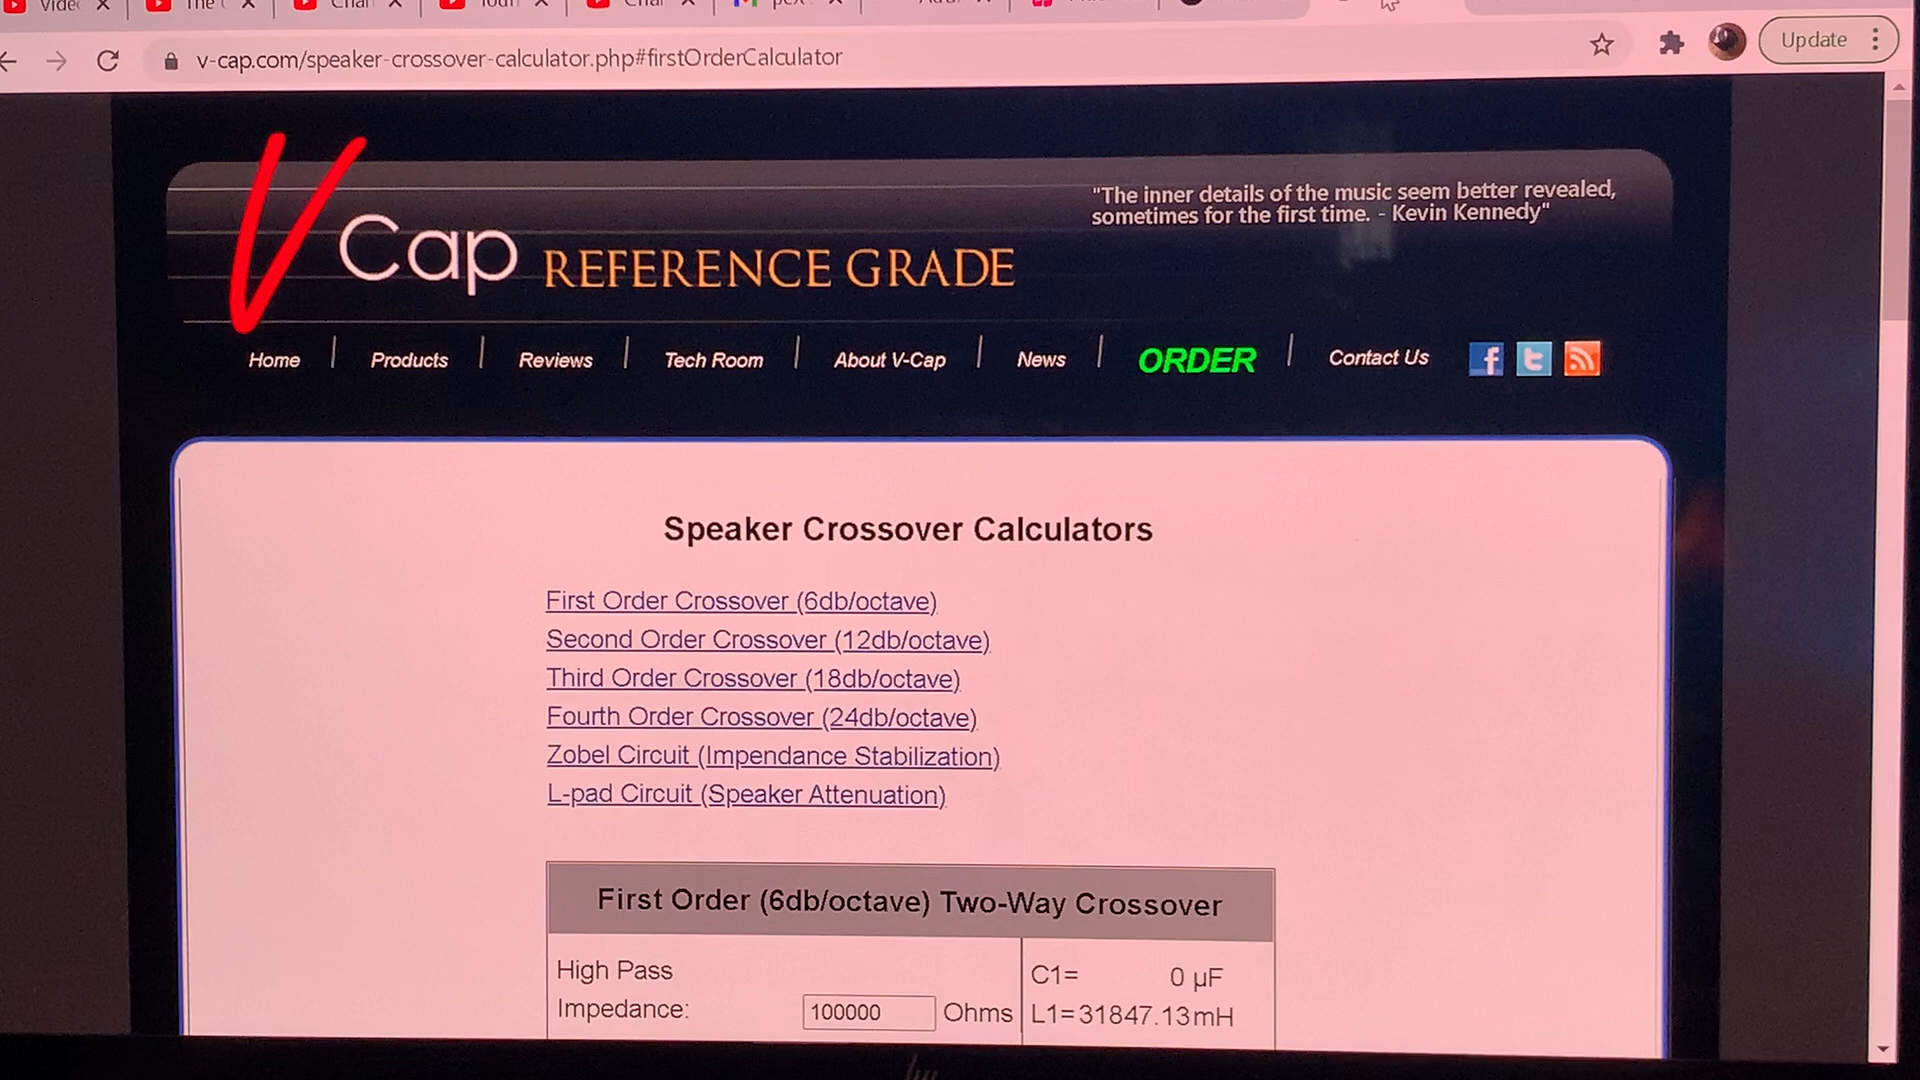 v-cap.com/speaker-crossover-calculator.php#firstOrderCalculator
Update
"The inner details of the music seem better revealed,
sometimes for the first time. - Kevin Kennedy"
V Cap REFERENCE GRADE
Home
Products
Reviews
Tech Room
About V-Cap
News
ORDER
Contact Us
Speaker Crossover Calculators
First Order Crossover (6db/octave)
Second Order Crossover (12db/octave)
Third Order Crossover (18db/octave)
Fourth Order Crossover (24db/octave)
Zobel Circuit (Impendance Stabilization)
L-pad Circuit (Speaker Attenuation)
First Order (6db/octave) Two-Way Crossover
High Pass
C1= 0 µF
Impedance: 100000 Ohms
L1=31847.13mH